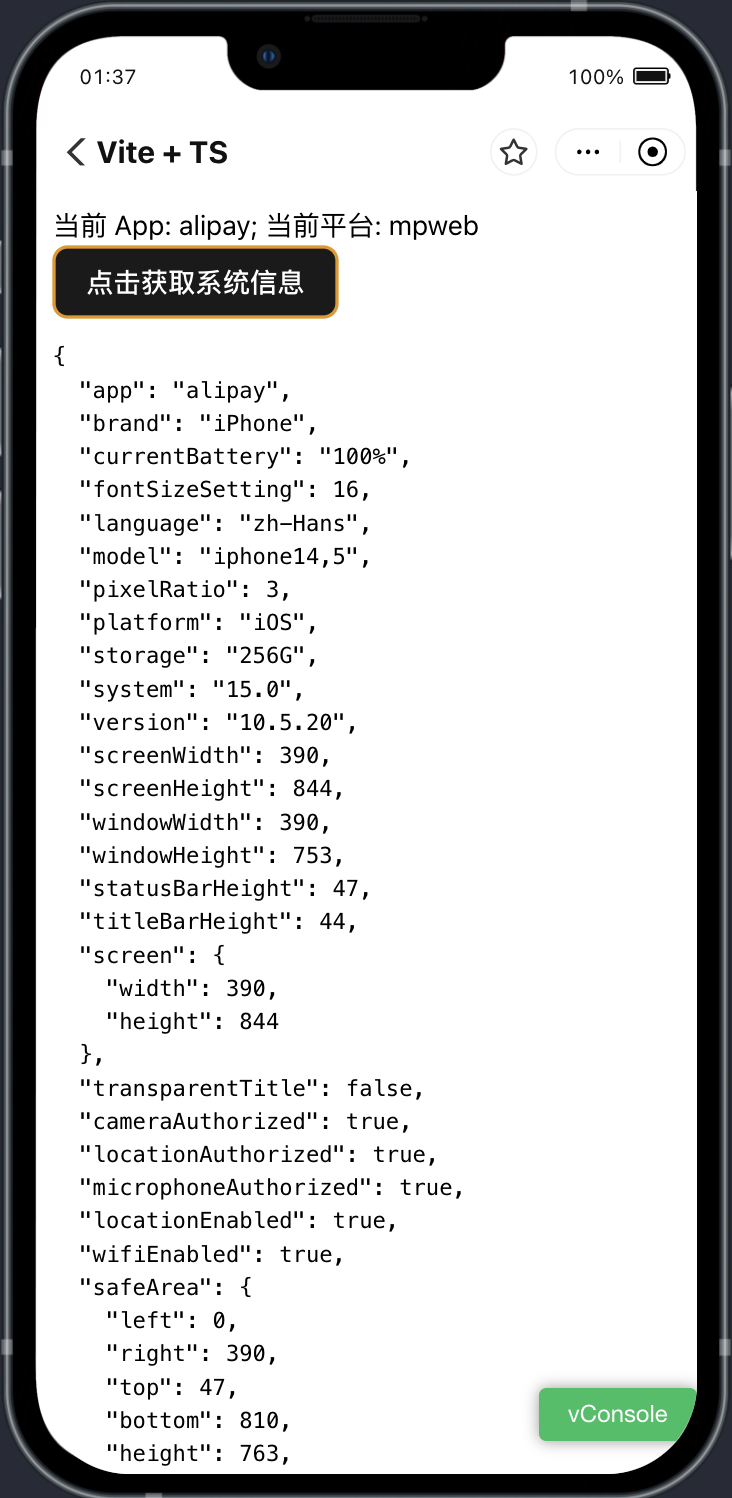 01:37
100%
Vite + TS
当前 App: alipay; 当前平台: mpweb
点击获取系统信息
{
  "app": "alipay",
  "brand": "iPhone",
  "currentBattery": "100%",
  "fontSizeSetting": 16,
  "language": "zh-Hans",
  "model": "iphone14,5",
  "pixelRatio": 3,
  "platform": "iOS",
  "storage": "256G",
  "system": "15.0",
  "version": "10.5.20",
  "screenWidth": 390,
  "screenHeight": 844,
  "windowWidth": 390,
  "windowHeight": 753,
  "statusBarHeight": 47,
  "titleBarHeight": 44,
  "screen": {
    "width": 390,
    "height": 844
  },
  "transparentTitle": false,
  "cameraAuthorized": true,
  "locationAuthorized": true,
  "microphoneAuthorized": true,
  "locationEnabled": true,
  "wifiEnabled": true,
  "safeArea": {
    "left": 0,
    "right": 390,
    "top": 47,
    "bottom": 810,
    "height": 763,
vConsole